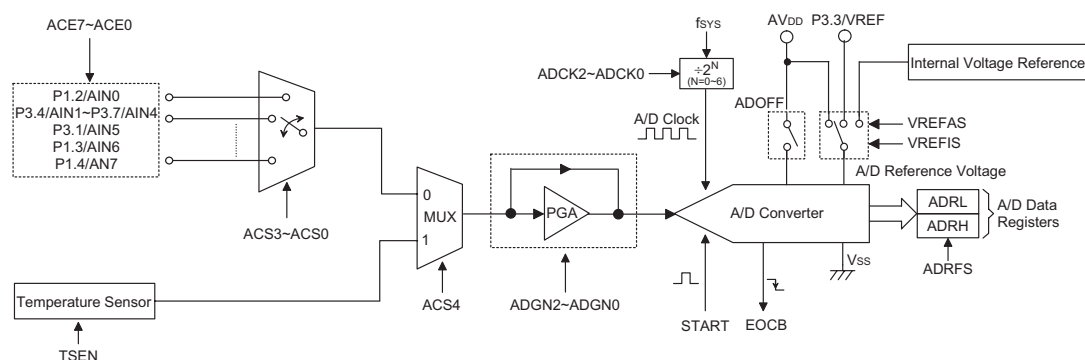 ACE7~ACE0
P1.2/AIN0
P3.4/AIN1~P3.7/AIN4
P3.1/AIN5
P1.3/AIN6
P1.4/AN7
ACS3~ACS0
Temperature Sensor
TSEN
0
MUX
1
ACS4
PGA
ADGN2~ADGN0
fSYS
ADCK2~ADCK0
÷2^N
(N=0~6)
A/D Clock
AVDD
P3.3/VREF
Internal Voltage Reference
ADOFF
VREFAS
VREFIS
A/D Reference Voltage
A/D Converter
ADRL
ADRH
A/D Data
Registers
ADRFS
VSS
START
EOCB